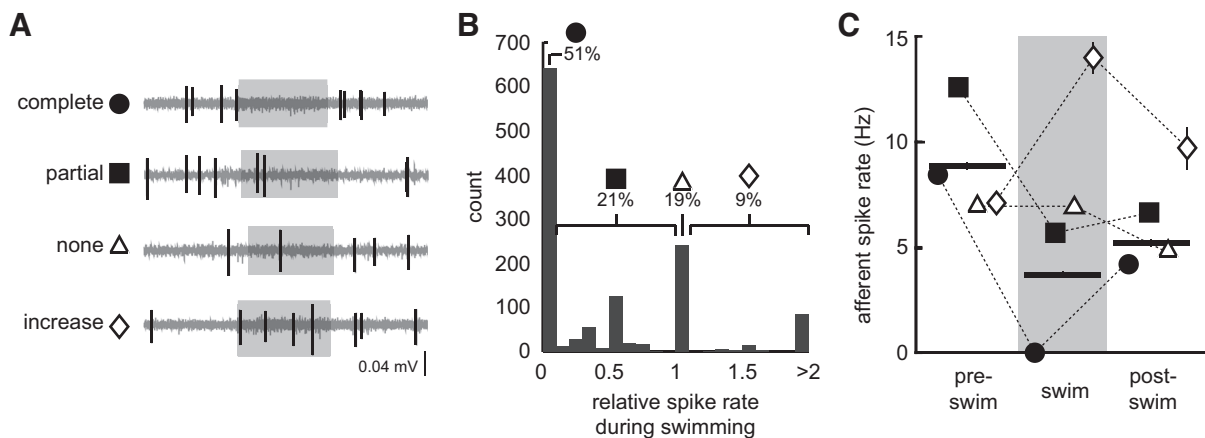 A
complete
partial
none
increase
0.04 mV
B
700
600
500
400
300
200
100
0
count
51%
21%
19%
9%
0
0.5
1
1.5
>2
relative spike rate
during swimming
C
15
10
5
0
afferent spike rate (Hz)
pre-
swim
swim
post-
swim